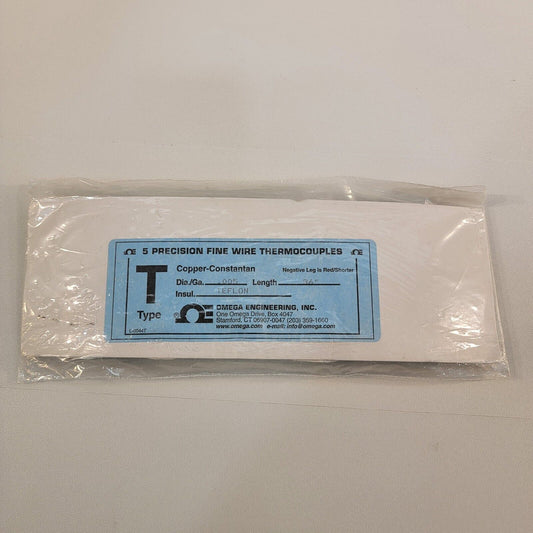 5 PRECISION FINE WIRE THERMOCOUPLES
T
Type
Copper-Constantan Negative Leg Is Red/Shorter
Dia./Ga. .005 Length 36"
Insul. TEFLON
OMEGA ENGINEERING, INC.
One Omega Drive, Box 4047
Stamford, CT 06907-0047 (203) 359-1660
www.omega.com e-mail: info@omega.com